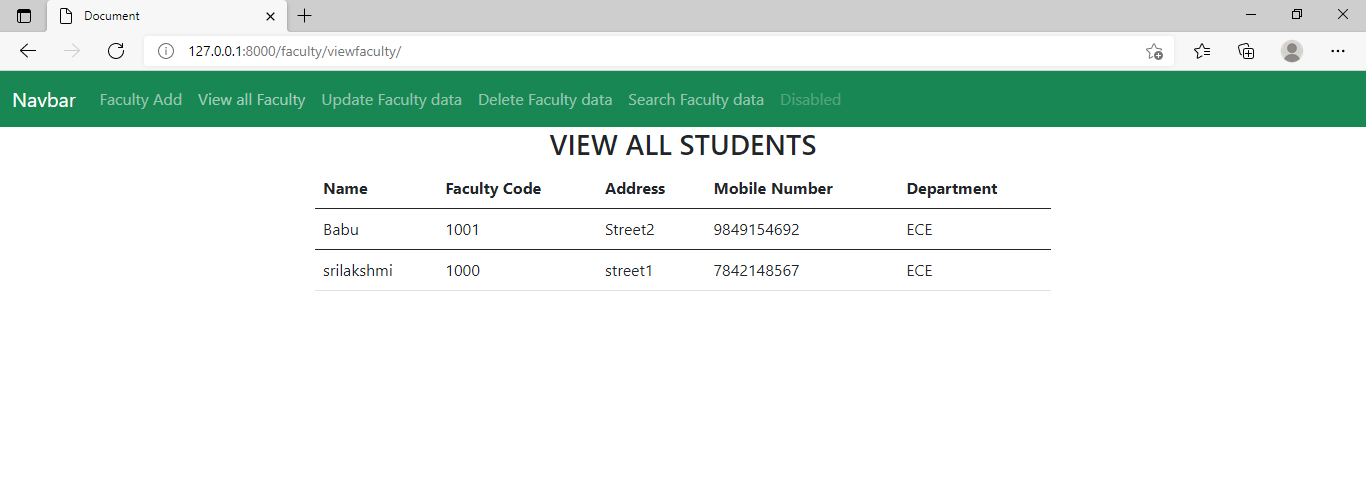 Document
127.0.0.1:8000/faculty/viewfaculty/
Navbar Faculty Add View all Faculty Update Faculty data Delete Faculty data Search Faculty data Disabled
VIEW ALL STUDENTS
Name Faculty Code Address Mobile Number Department
Babu 1001 Street2 9849154692 ECE
srilakshmi 1000 street1 7842148567 ECE